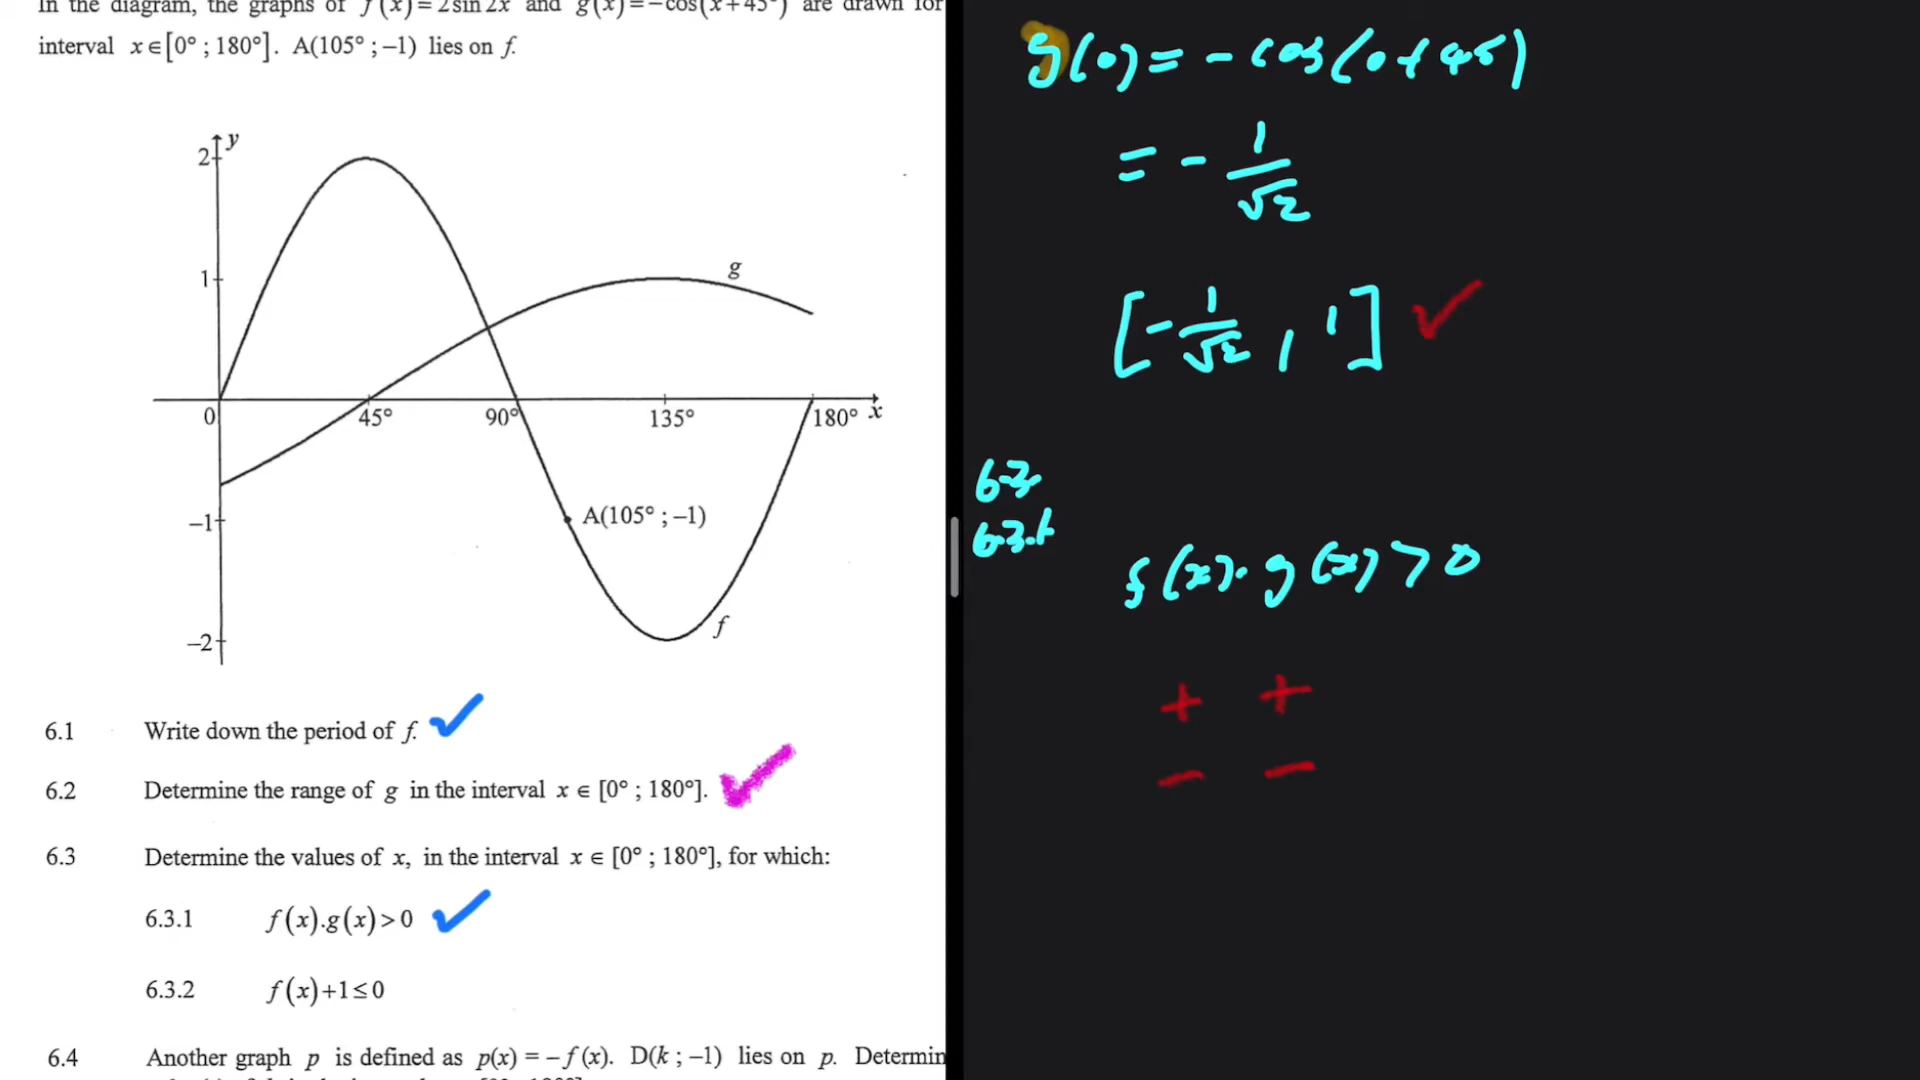 In the diagram, the graphs of f(x)=2sin2x and g(x)=−cos(x+45°) are drawn for
interval x∈[0° ; 180°]. A(105° ; −1) lies on f.
y
2
1
g
0
45°
90°
135°
180°
x
−1
A(105° ; −1)
−2
f
6.1 Write down the period of f.
6.2 Determine the range of g in the interval x ∈ [0° ; 180°].
6.3 Determine the values of x, in the interval x ∈ [0° ; 180°], for which:
6.3.1 f(x).g(x)>0
6.3.2 f(x)+1≤0
6.4 Another graph p is defined as p(x) = −f(x). D(k ; −1) lies on p. Determin
g(0) = - cos(0+45)
= - 1/√2
[-1/√2 , 1]
6.3
6.3.1
f(x). g(x) > 0
+ +
− −